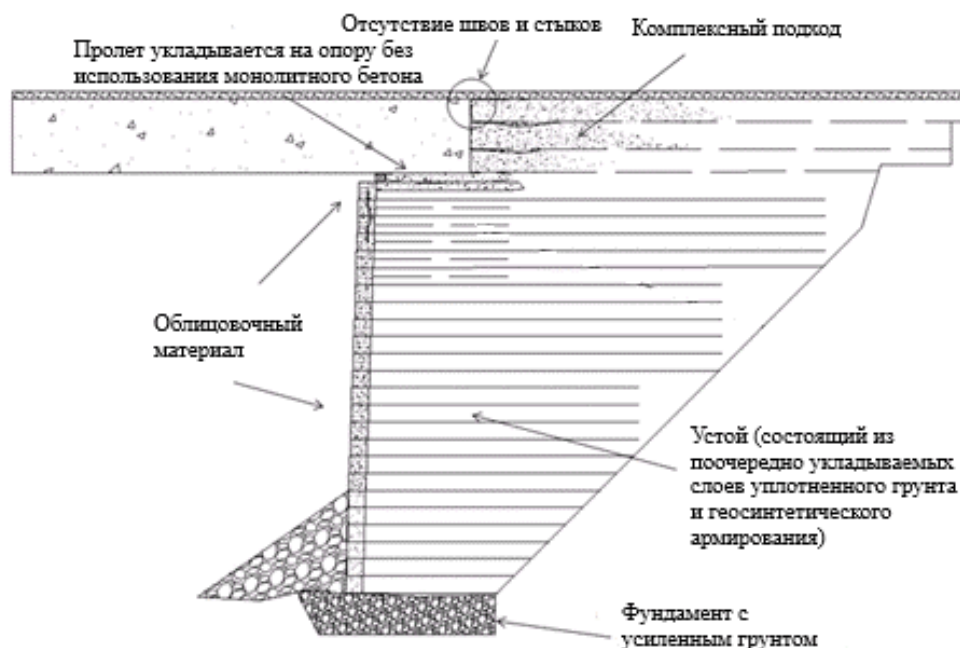 Отсутствие швов и стыков
Комплексный подход
Пролет укладывается на опору без
использования монолитного бетона
Облицовочный
материал
Устой (состоящий из
поочередно укладываемых
слоев уплотненного грунта
и геосинтетического
армирования)
Фундамент с
усиленным грунтом